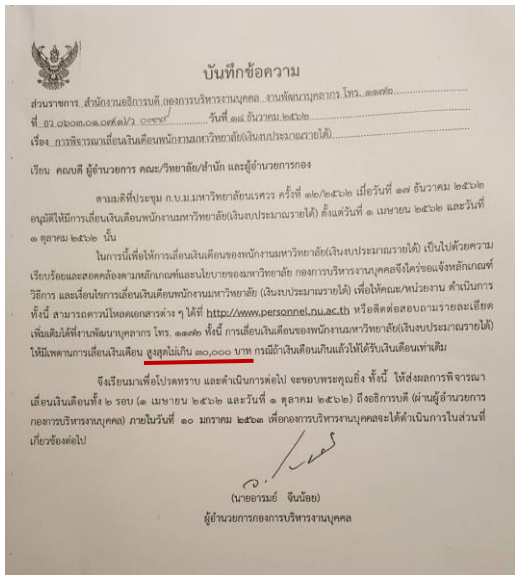 บันทึกข้อความ
ส่วนราชการ สำนักงานอธิการบดี กองการบริหารงานบุคคล งานพัฒนาบุคลากร โทร. ๑๑๗๒
ที่ อว ๐๖๐๓.๐๑.๐๗(๑)/ว วันที่ ๑๘ ธันวาคม ๒๕๖๒
เรื่อง การพิจารณาเลื่อนเงินเดือนพนักงานมหาวิทยาลัย(เงินงบประมาณรายได้)
เรียน คณบดี ผู้อำนวยการ คณะ/วิทยาลัย/สำนัก และผู้อำนวยการกอง
ตามมติที่ประชุม ก.บ.ม.มหาวิทยาลัยนเรศวร ครั้งที่ ๑๒/๒๕๖๒ เมื่อวันที่ ๑๗ ธันวาคม ๒๕๖๒
อนุมัติให้มีการเลื่อนเงินเดือนพนักงานมหาวิทยาลัย(เงินงบประมาณรายได้) ตั้งแต่วันที่ ๑ เมษายน ๒๕๖๒ และวันที่
๑ ตุลาคม ๒๕๖๒ นั้น
ในการนี้เพื่อให้การเลื่อนเงินเดือนของพนักงานมหาวิทยาลัย(เงินงบประมาณรายได้) เป็นไปด้วยความ
เรียบร้อยและสอดคล้องตามหลักเกณฑ์และนโยบายของมหาวิทยาลัย กองการบริหารงานบุคคลจึงใคร่ขอแจ้งหลักเกณฑ์
วิธีการ และเงื่อนไขการเลื่อนเงินเดือนพนักงานมหาวิทยาลัย (เงินงบประมาณรายได้) เพื่อให้คณะ/หน่วยงาน ดำเนินการ
ทั้งนี้ สามารถดาวน์โหลดเอกสารต่าง ๆ ได้ที่ http://www.personnel.nu.ac.th หรือติดต่อสอบถามรายละเอียด
เพิ่มเติมได้ที่งานพัฒนาบุคลากร โทร. ๑๑๗๒ ทั้งนี้ การเลื่อนเงินเดือนของพนักงานมหาวิทยาลัย(เงินงบประมาณรายได้)
ให้มีเพดานการเลื่อนเงินเดือน สูงสุดไม่เกิน ๓๐,๐๐๐ บาท กรณีถ้าเงินเดือนเกินแล้วให้ได้รับเงินเดือนเท่าเดิม
จึงเรียนมาเพื่อโปรดทราบ และดำเนินการต่อไป จะขอบพระคุณยิ่ง ทั้งนี้ ให้ส่งผลการพิจารณา
เลื่อนเงินเดือนทั้ง ๒ รอบ (๑ เมษายน ๒๕๖๒ และวันที่ ๑ ตุลาคม ๒๕๖๒) ถึงอธิการบดี (ผ่านผู้อำนวยการ
กองการบริหารงานบุคคล) ภายในวันที่ ๑๐ มกราคม ๒๕๖๓ เพื่อกองการบริหารงานบุคคลจะได้ดำเนินการในส่วนที่
เกี่ยวข้องต่อไป
(นายอารมย์ จีนน้อย)
ผู้อำนวยการกองการบริหารงานบุคคล